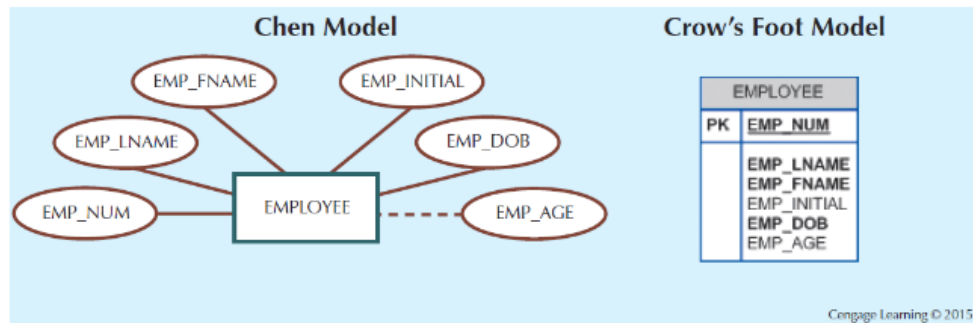 Chen Model
EMP_FNAME
EMP_INITIAL
EMP_LNAME
EMP_DOB
EMP_NUM
EMPLOYEE
EMP_AGE
Crow's Foot Model
EMPLOYEE
PK EMP_NUM
EMP_LNAME
EMP_FNAME
EMP_INITIAL
EMP_DOB
EMP_AGE
Cengage Learning © 2015